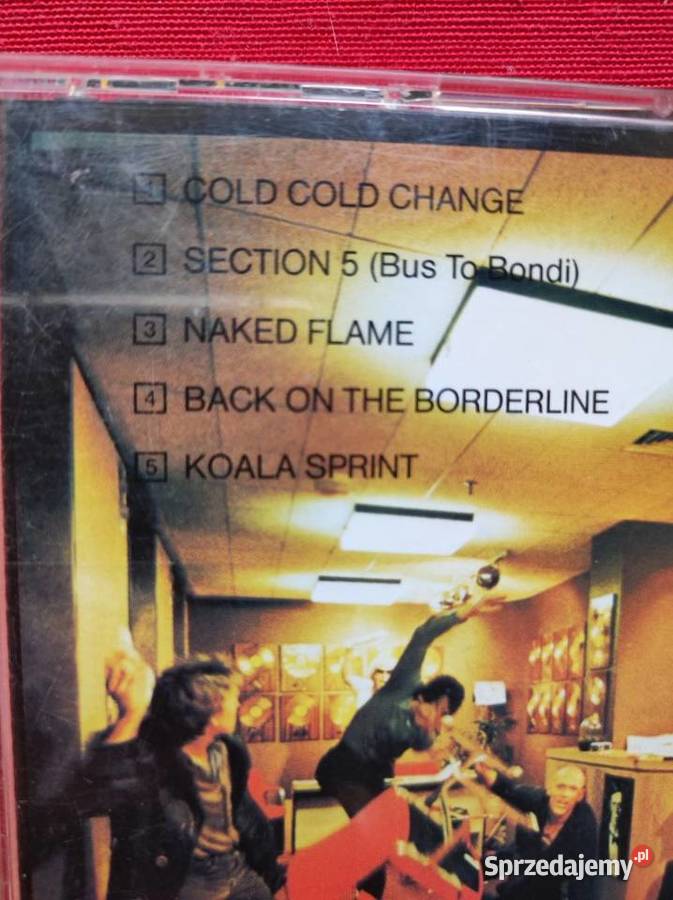 1 COLD COLD CHANGE
2 SECTION 5 (Bus To Bondi)
3 NAKED FLAME
4 BACK ON THE BORDERLINE
5 KOALA SPRINT
Sprzedajemy.pl